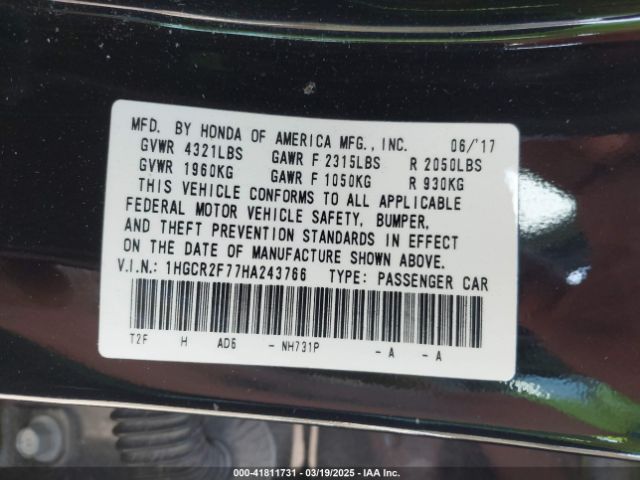 MFD. BY HONDA OF AMERICA MFG., INC. 06/'17
GVWR 4321LBS GAWR F 2315LBS R 2050LBS
GVWR 1960KG GAWR F 1050KG R 930KG
THIS VEHICLE CONFORMS TO ALL APPLICABLE
FEDERAL MOTOR VEHICLE SAFETY, BUMPER,
AND THEFT PREVENTION STANDARDS IN EFFECT
ON THE DATE OF MANUFACTURE SHOWN ABOVE.
V.I.N.: 1HGCR2F77HA243766 TYPE: PASSENGER CAR
T2F H AD6 - NH731P - A - A
000-41811731 - 03/19/2025 - IAA Inc.